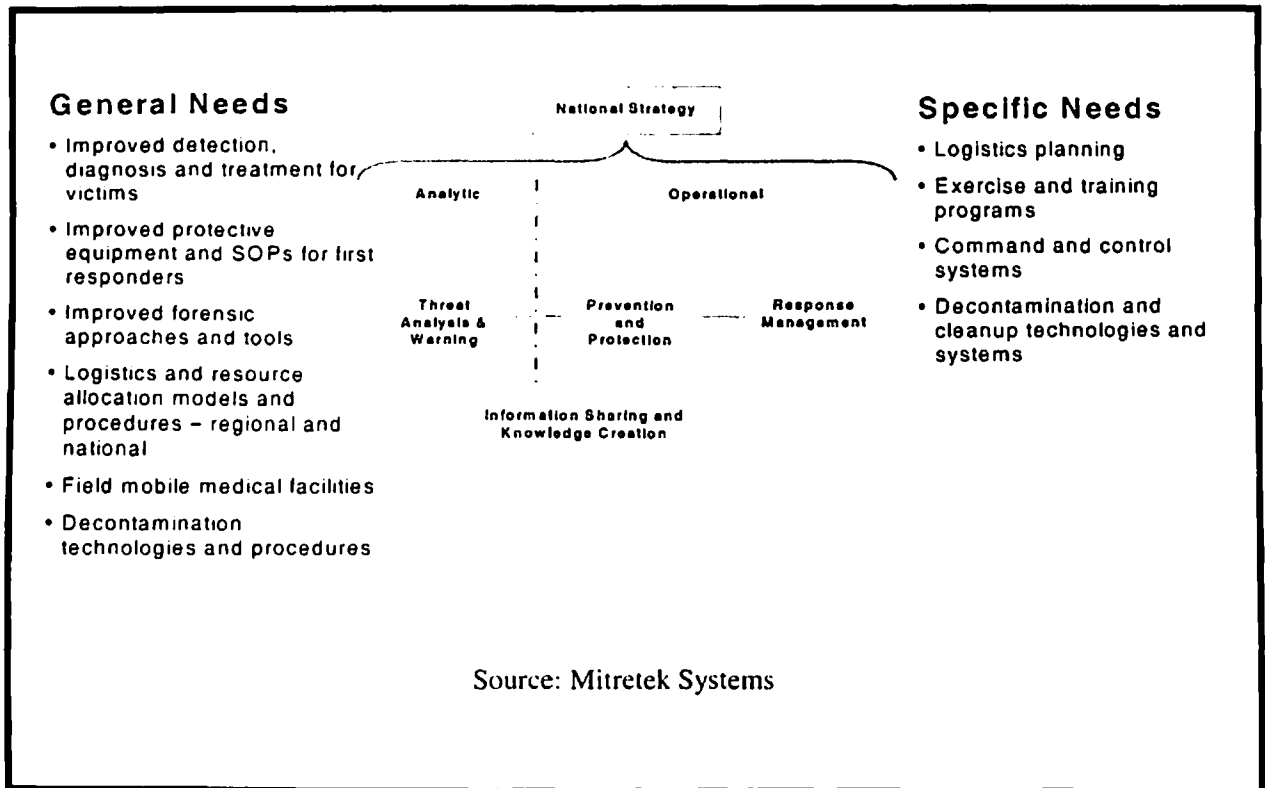 General Needs
• Improved detection,
diagnosis and treatment for
victims
• Improved protective
equipment and SOPs for first
responders
• Improved forensic
approaches and tools
• Logistics and resource
allocation models and
procedures – regional and
national
• Field mobile medical facilities
• Decontamination
technologies and procedures
National Strategy
Analytic
Operational
Threat
Analysis &
Warning
Prevention
and
Protection
Response
Management
Information Sharing and
Knowledge Creation
Specific Needs
• Logistics planning
• Exercise and training
programs
• Command and control
systems
• Decontamination and
cleanup technologies and
systems
Source: Mitretek Systems